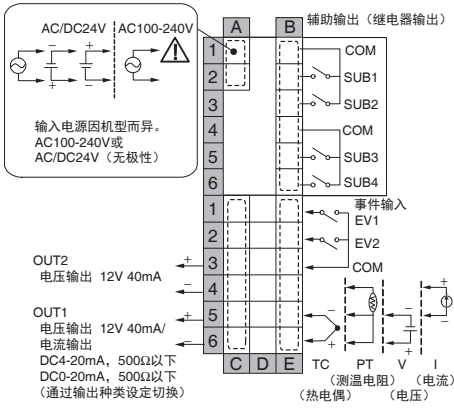 AC/DC24V
AC100-240V
输入电源因机型而异。
AC100-240V或
AC/DC24V（无极性）
A
B
1
2
3
4
5
6
辅助输出（继电器输出）
COM
SUB1
SUB2
COM
SUB3
SUB4
1
2
3
4
5
6
C
D
E
事件输入
EV1
EV2
COM
OUT2
电压输出 12V 40mA
OUT1
电压输出 12V 40mA/
电流输出
DC4-20mA，500Ω以下
DC0-20mA，500Ω以下
（通过输出种类设定切换）
TC
PT
V
I
（测温电阻）
（电流）
（热电偶）
（电压）